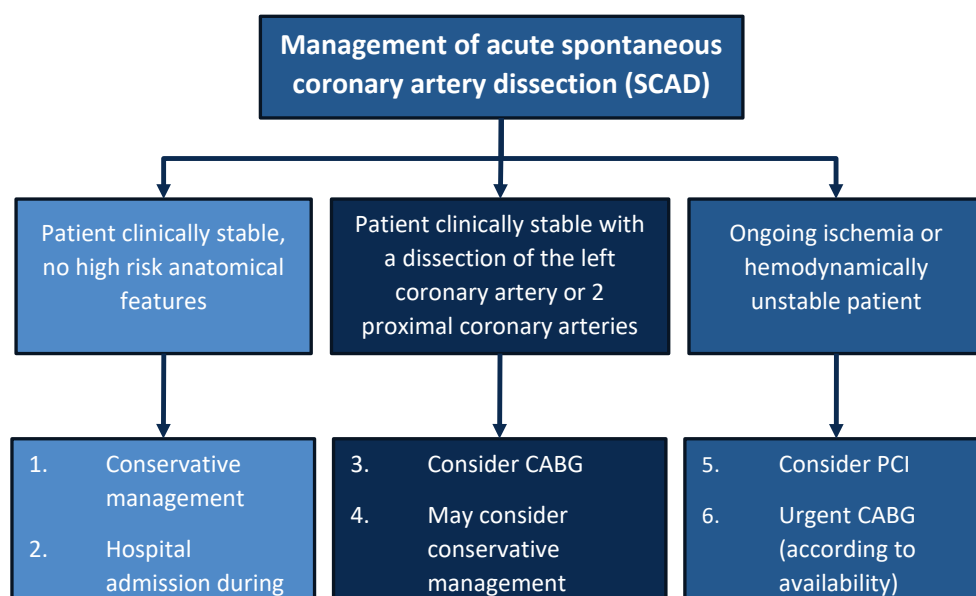 Management of acute spontaneous
coronary artery dissection (SCAD)
Patient clinically stable,
no high risk anatomical
features
Patient clinically stable with
a dissection of the left
coronary artery or 2
proximal coronary arteries
Ongoing ischemia or
hemodynamically
unstable patient
1. Conservative
management
2. Hospital
admission during
3. Consider CABG
4. May consider
conservative
management
5. Consider PCI
6. Urgent CABG
(according to
availability)